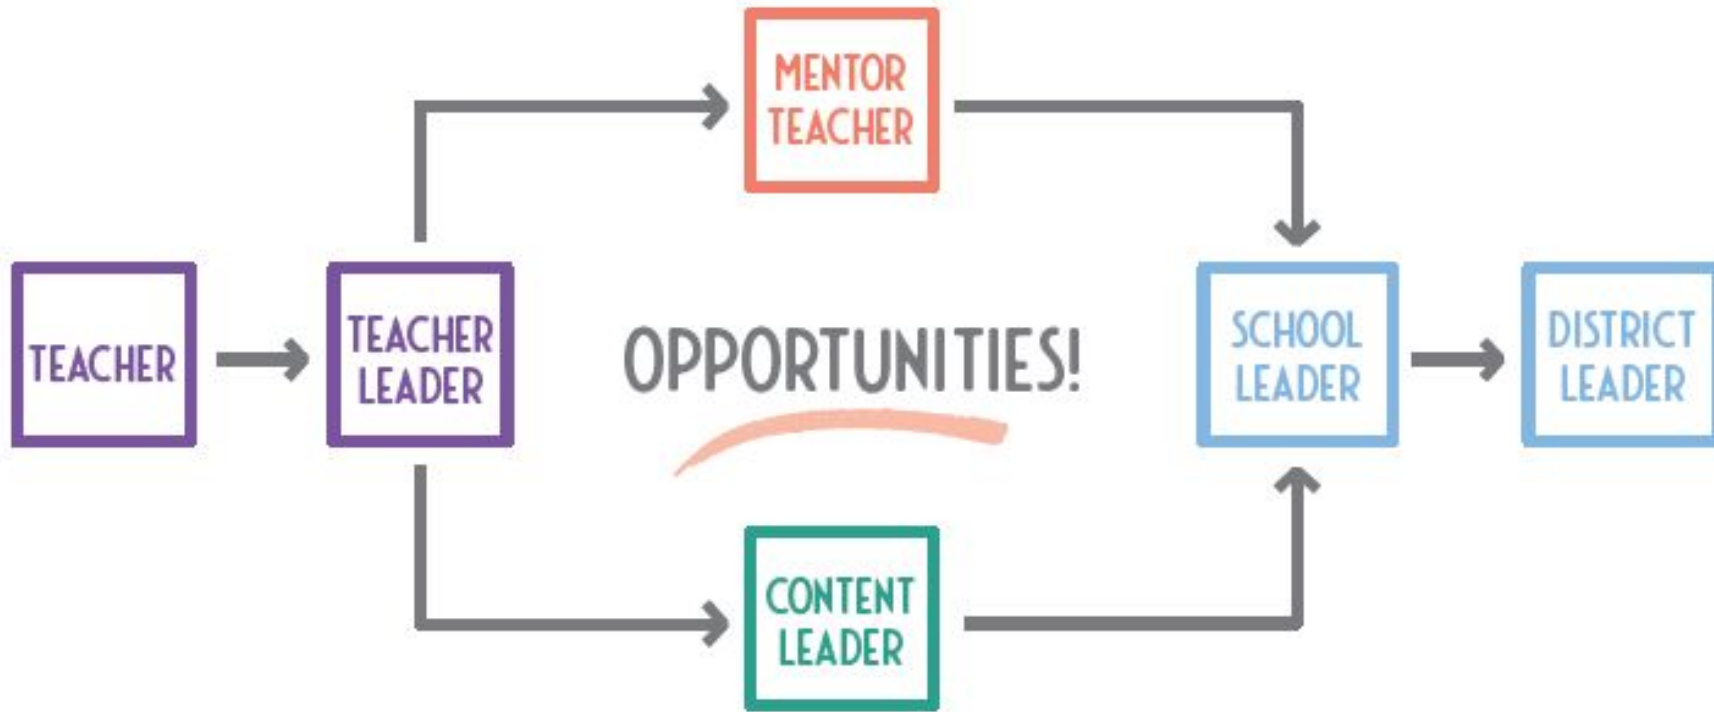 MENTOR
TEACHER
TEACHER
TEACHER
LEADER
OPPORTUNITIES!
SCHOOL
LEADER
DISTRICT
LEADER
CONTENT
LEADER